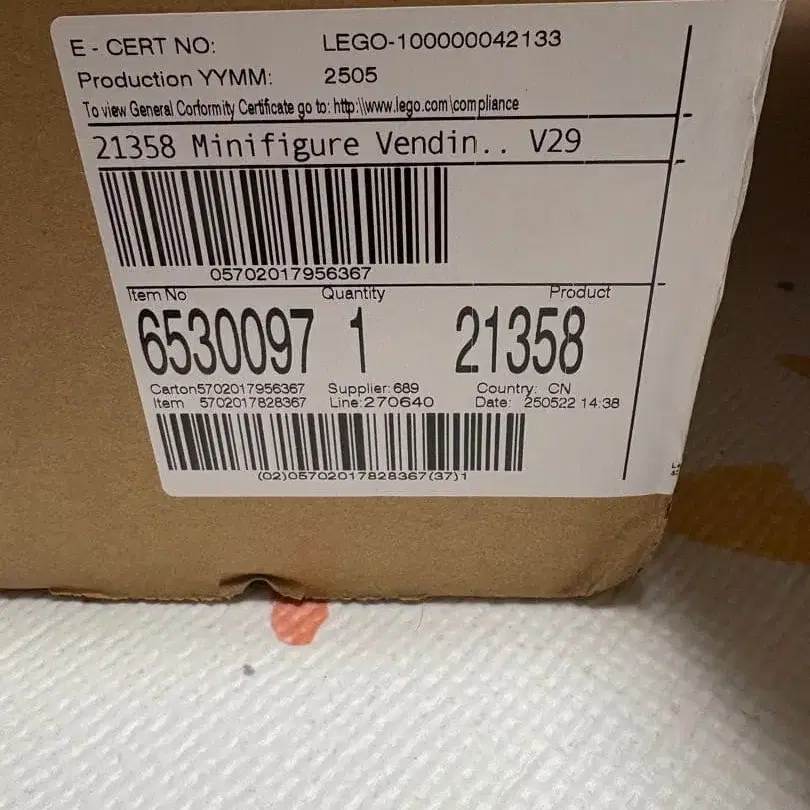 E - CERT NO: LEGO-100000042133
Production YYMM: 2505
To view General Corformity Certificate go to: http:\\www.lego.com\compliance
21358 Minifigure Vendin.. V29
05702017956367
Item No Quantity Product
6530097 1 21358
Carton5702017956367 Supplier:689 Country: CN
Item 5702017828367 Line:270640 Date: 250522 14:38
(02)05702017828367(37)1